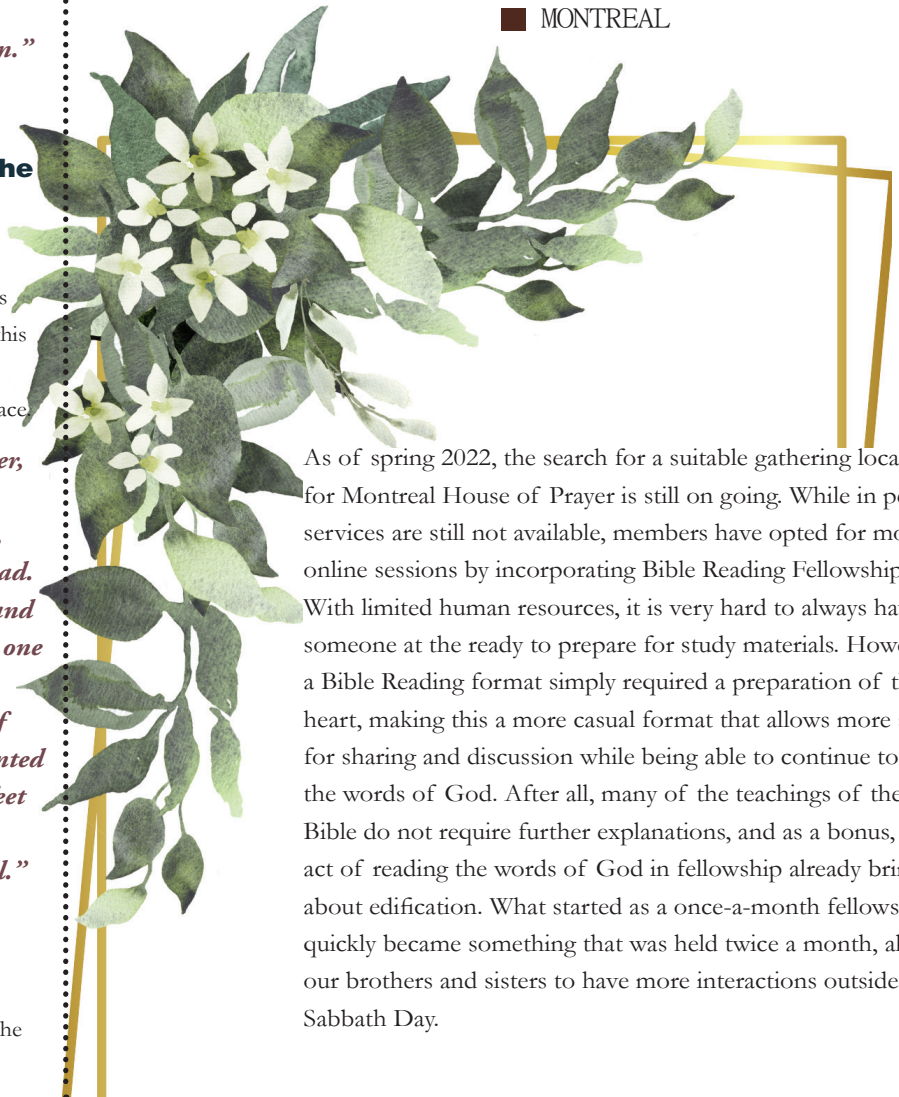 MONTREAL
n.”
he
s
his
ace.
er,
ad.
and
one
f
nted
eet
l.”
he
As of spring 2022, the search for a suitable gathering loca
for Montreal House of Prayer is still on going. While in pe
services are still not available, members have opted for mo
online sessions by incorporating Bible Reading Fellowship
With limited human resources, it is very hard to always hav
someone at the ready to prepare for study materials. Howe
a Bible Reading format simply required a preparation of t
heart, making this a more casual format that allows more
for sharing and discussion while being able to continue to
the words of God. After all, many of the teachings of the
Bible do not require further explanations, and as a bonus,
act of reading the words of God in fellowship already brin
about edification. What started as a once-a-month fellows
quickly became something that was held twice a month, al
our brothers and sisters to have more interactions outside
Sabbath Day.